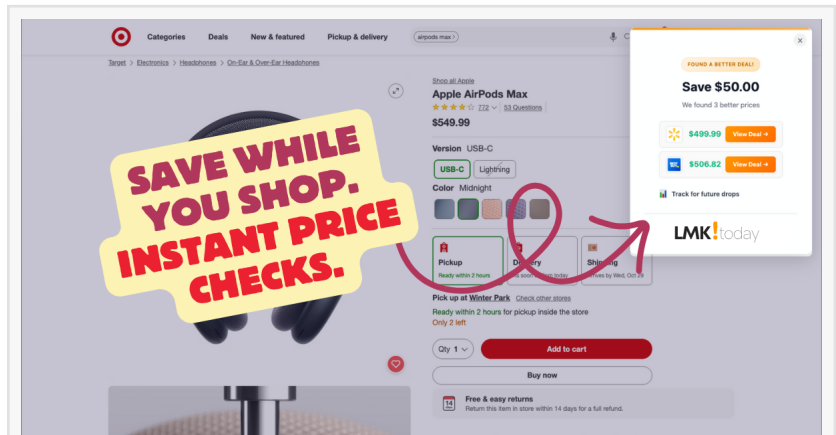 Categories
Deals
New & featured
Pickup & delivery
airpods max
Target > Electronics > Headphones > On-Ear & Over-Ear Headphones
SAVE WHILE
YOU SHOP.
INSTANT PRICE
CHECKS.
Shop all Apple
Apple AirPods Max
772
53 Questions
$549.99
Version USB-C
USB-C
Lightning
Color Midnight
Pickup
Ready within 2 hours
Delivery
today
Shipping
Arrives by Wed, Oct 29
Pick up at Winter Park Check other stores
Ready within 2 hours for pickup inside the store
Only 2 left
Qty 1
Add to cart
Buy now
14
Free & easy returns
Return this item in store within 14 days for a full refund.
FOUND A BETTER DEAL!
Save $50.00
We found 3 better prices
$499.99
View Deal →
$506.82
View Deal →
Track for future drops
LMK!today